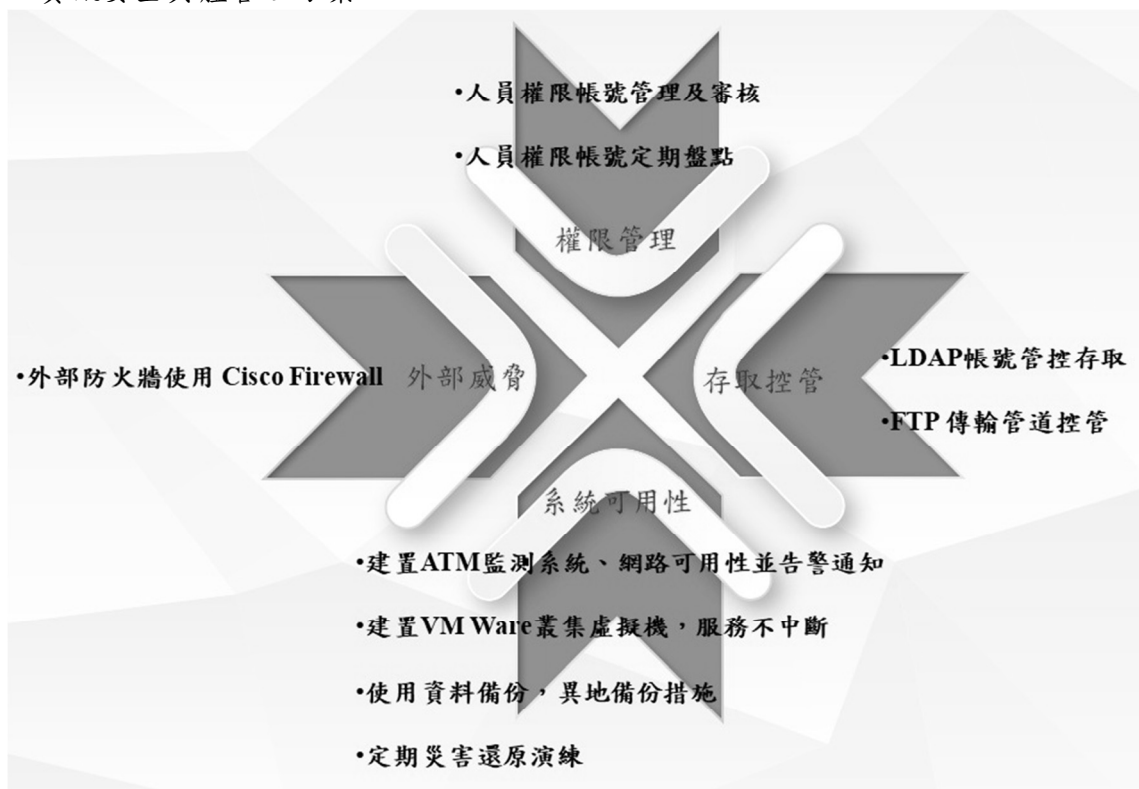 •人員權限帳號管理及審核
•人員權限帳號定期盤點
權限管理
•外部防火牆使用 Cisco Firewall
外部威脅
存取控管
•LDAP帳號管控存取
•FTP 傳輸管道控管
系統可用性
•建置ATM監測系統、網路可用性並告警通知
•建置VM Ware叢集虛擬機，服務不中斷
•使用資料備份，異地備份措施
•定期災害還原演練